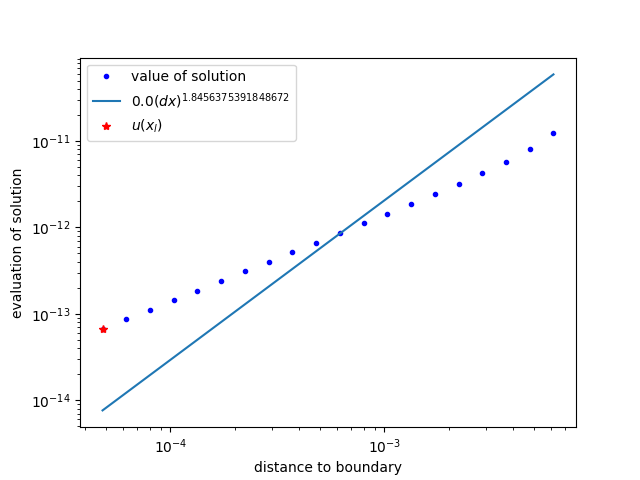 value of solution
0.0(dx)^1.8456375391848672
u(x_l)
10^-11
10^-12
10^-13
10^-14
evaluation of solution
10^-4
10^-3
distance to boundary